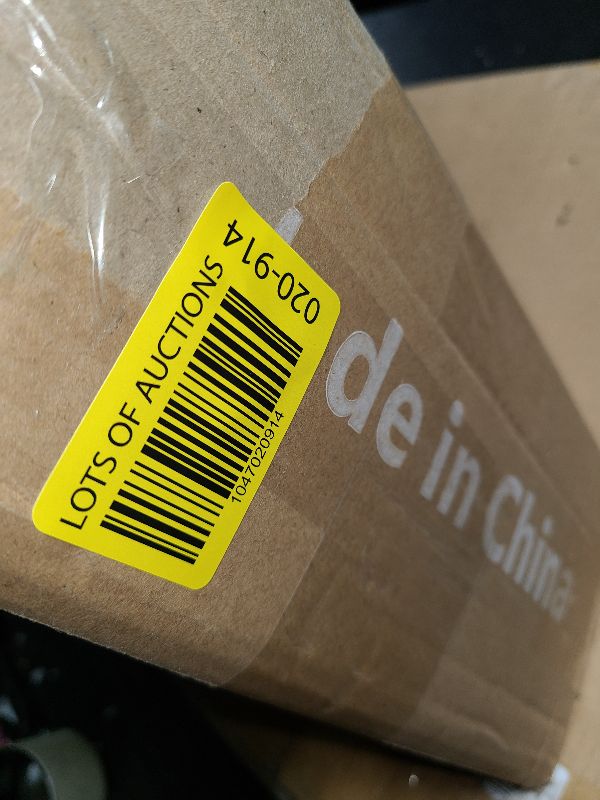 LOTS OF AUCTIONS
1047020914
020-914
de in China